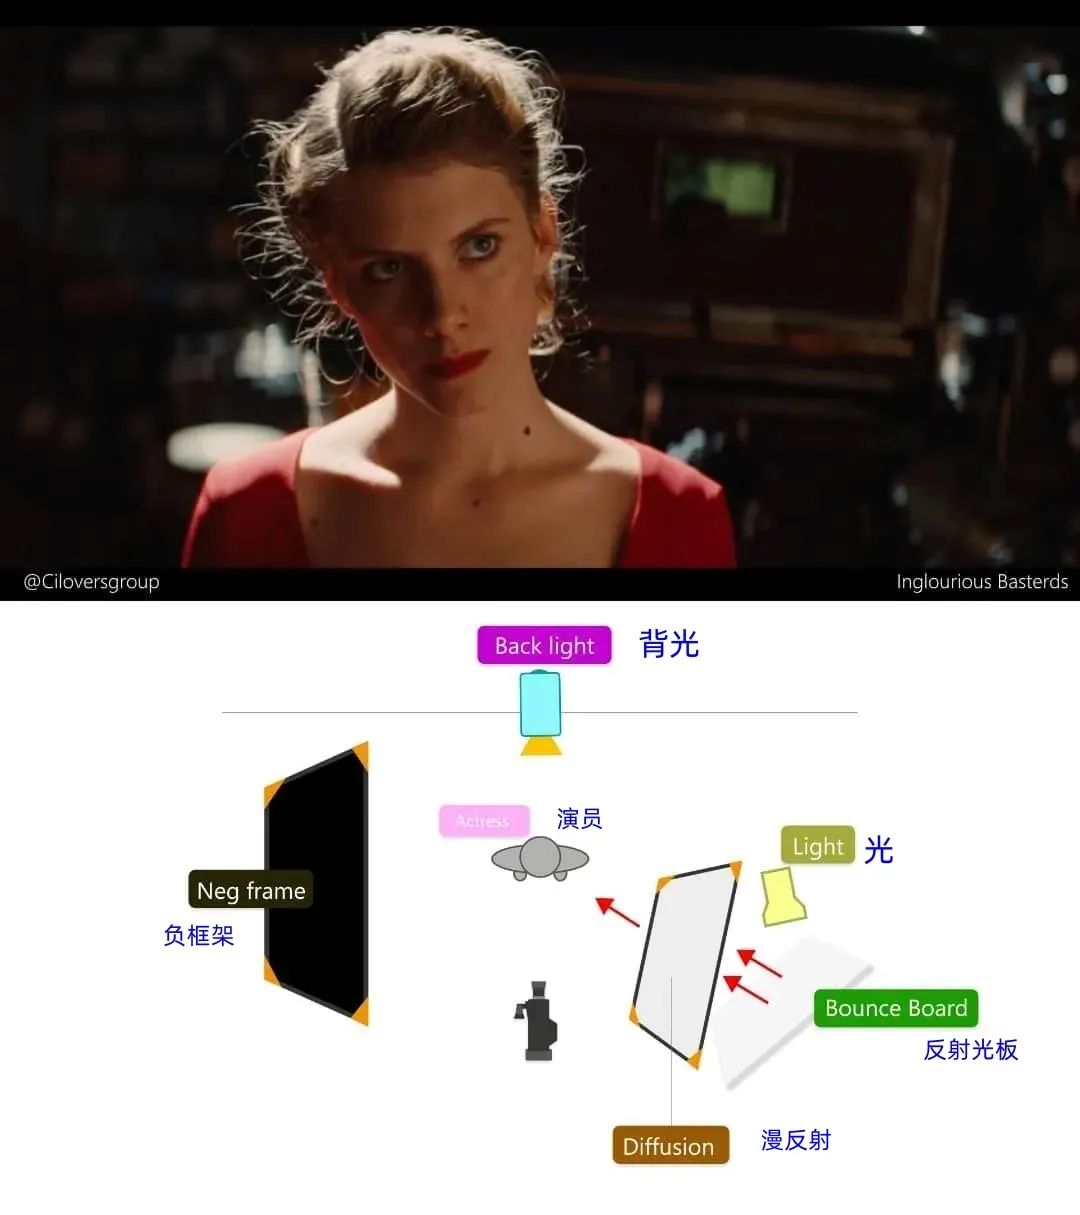 @Ciloversgroup
Inglourious Basterds
Back light
背光
Actress
演员
Light
光
Neg frame
负框架
Bounce Board
反射光板
Diffusion
漫反射